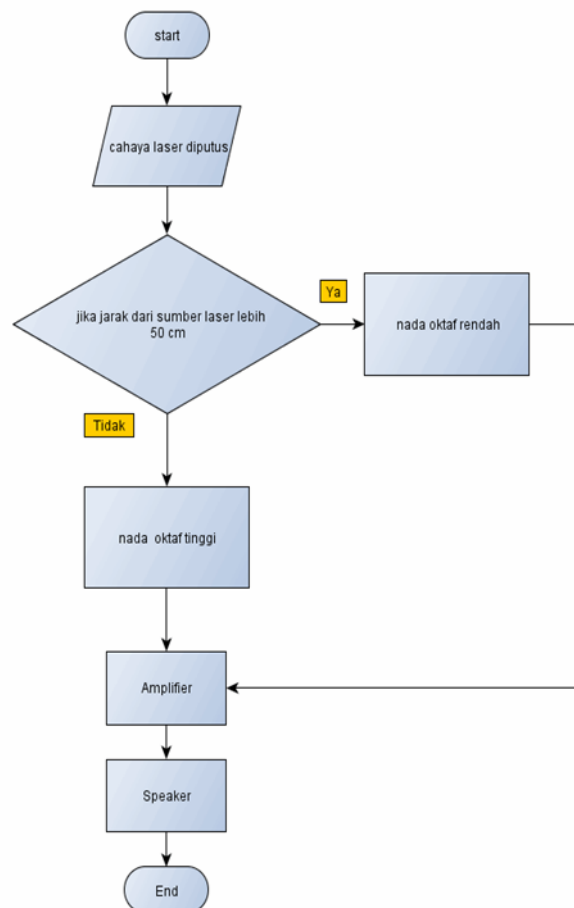 start
cahaya laser diputus
jika jarak dari sumber laser lebih
50 cm
Ya
nada oktaf rendah
Tidak
nada oktaf tinggi
Amplifier
Speaker
End